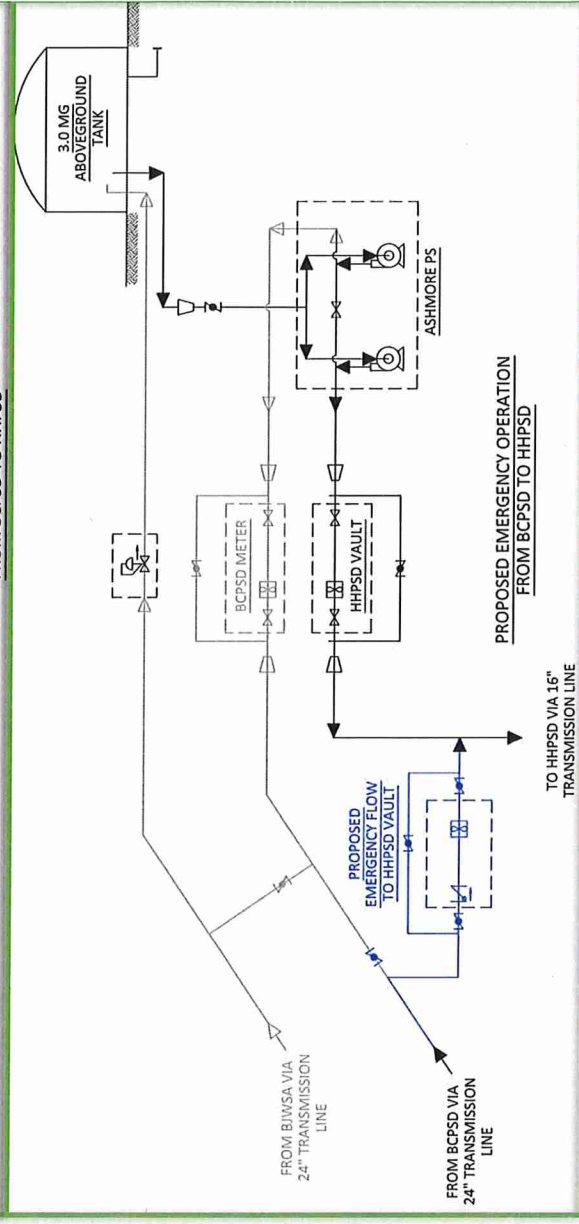 3.0 MG
ABOVEGROUND
TANK
ASHMORE PS
BCPSD METER
HHPSD VAULT
PROPOSED EMERGENCY OPERATION
FROM BCPSD TO HHPSD
TO HHPSD VIA 16"
TRANSMISSION LINE
PROPOSED
EMERGENCY FLOW
TO HHPSD VAULT
FROM BJWSA VIA
24" TRANSMISSION
LINE
FROM BCPSD VIA
24" TRANSMISSION
LINE